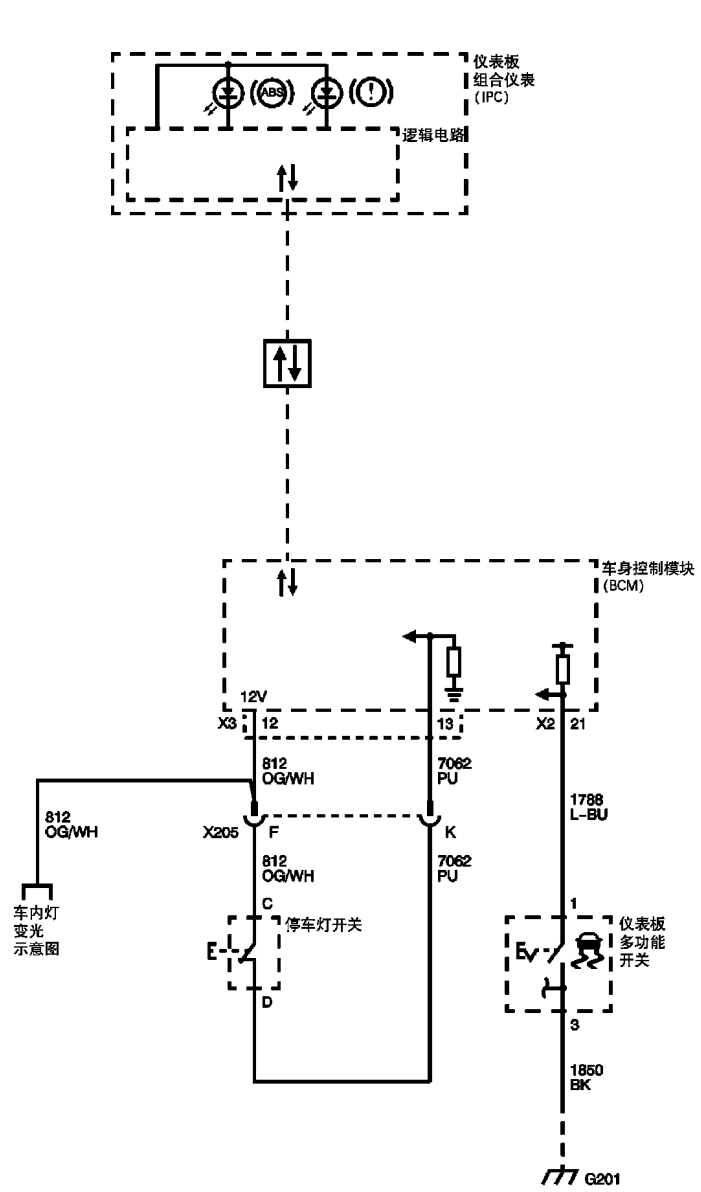 仪表板
组合仪表
(IPC)
ABS
!
逻辑电路
车身控制模块
(BCM)
12V
X3 12 13 X2 21
812
OG/WH
7062
PU
812
OG/WH
1788
L-BU
X205 F K
812
OG/WH
7062
PU
车内灯
变光
示意图
C
停车灯开关
D
1
仪表板
多功能
开关
3
1850
BK
G201